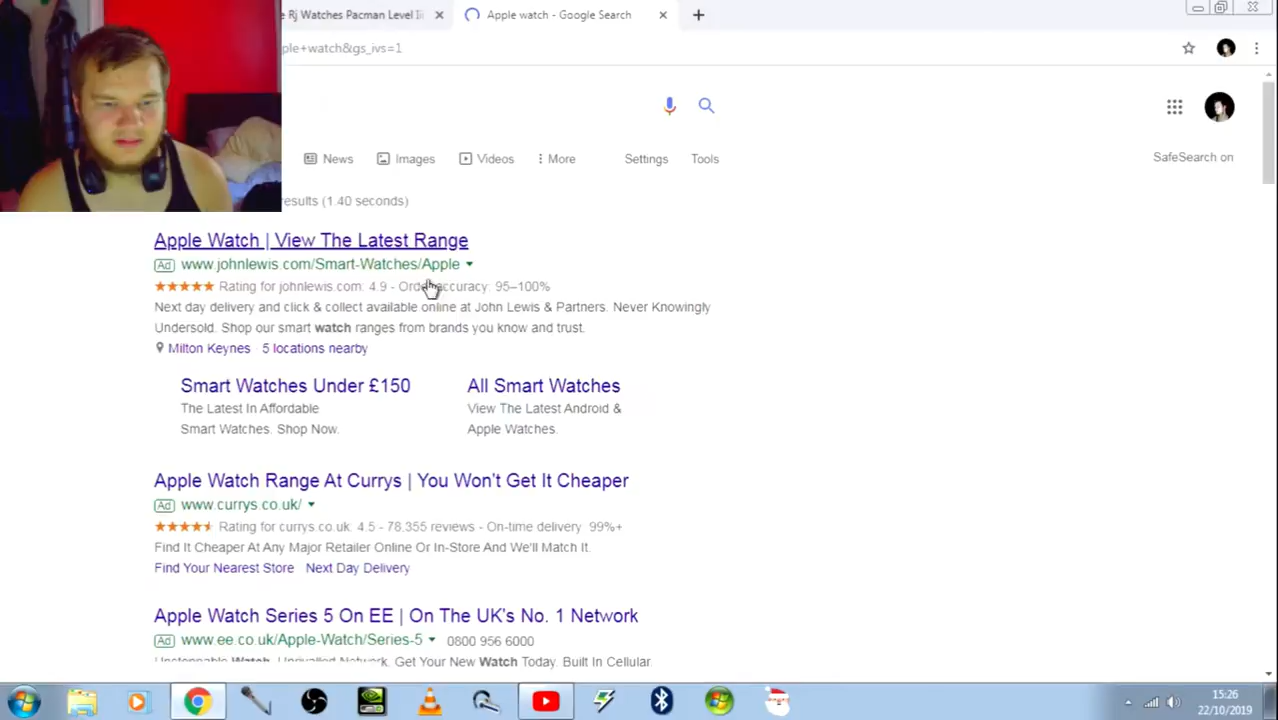 Rj Watches Pacman Level
Apple watch - Google Search
ple+watch&gs_ivs=1
News Images Videos More Settings Tools
SafeSearch on
esults (1.40 seconds)
Apple Watch | View The Latest Range
Ad www.johnlewis.com/Smart-Watches/Apple
Rating for johnlewis.com: 4.9 - Order accuracy: 95–100%
Next day delivery and click & collect available online at John Lewis & Partners. Never Knowingly
Undersold. Shop our smart watch ranges from brands you know and trust.
Milton Keynes 5 locations nearby
Smart Watches Under £150 All Smart Watches
The Latest In Affordable View The Latest Android &
Smart Watches. Shop Now. Apple Watches.
Apple Watch Range At Currys | You Won't Get It Cheaper
Ad www.currys.co.uk/
Rating for currys.co.uk: 4.5 - 78,355 reviews - On-time delivery 99%+
Find It Cheaper At Any Major Retailer Online Or In-Store And We'll Match It.
Find Your Nearest Store Next Day Delivery
Apple Watch Series 5 On EE | On The UK's No. 1 Network
Ad www.ee.co.uk/Apple-Watch/Series-5 0800 956 6000
Unstoppable Watch. Unrivalled Network. Get Your New Watch Today. Built In Cellular.
15:26
22/10/2019